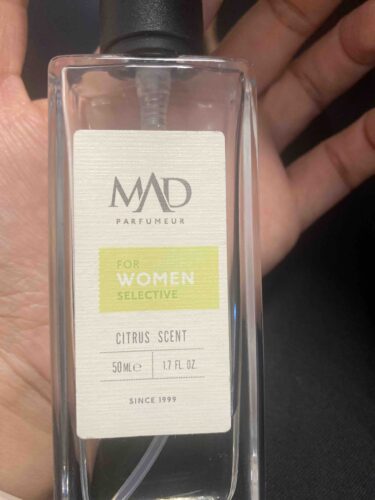 MAD
PARFUMEUR
FOR
WOMEN
SELECTIVE
CITRUS SCENT
50ML℮ 1.7 FL. OZ.
SINCE 1999